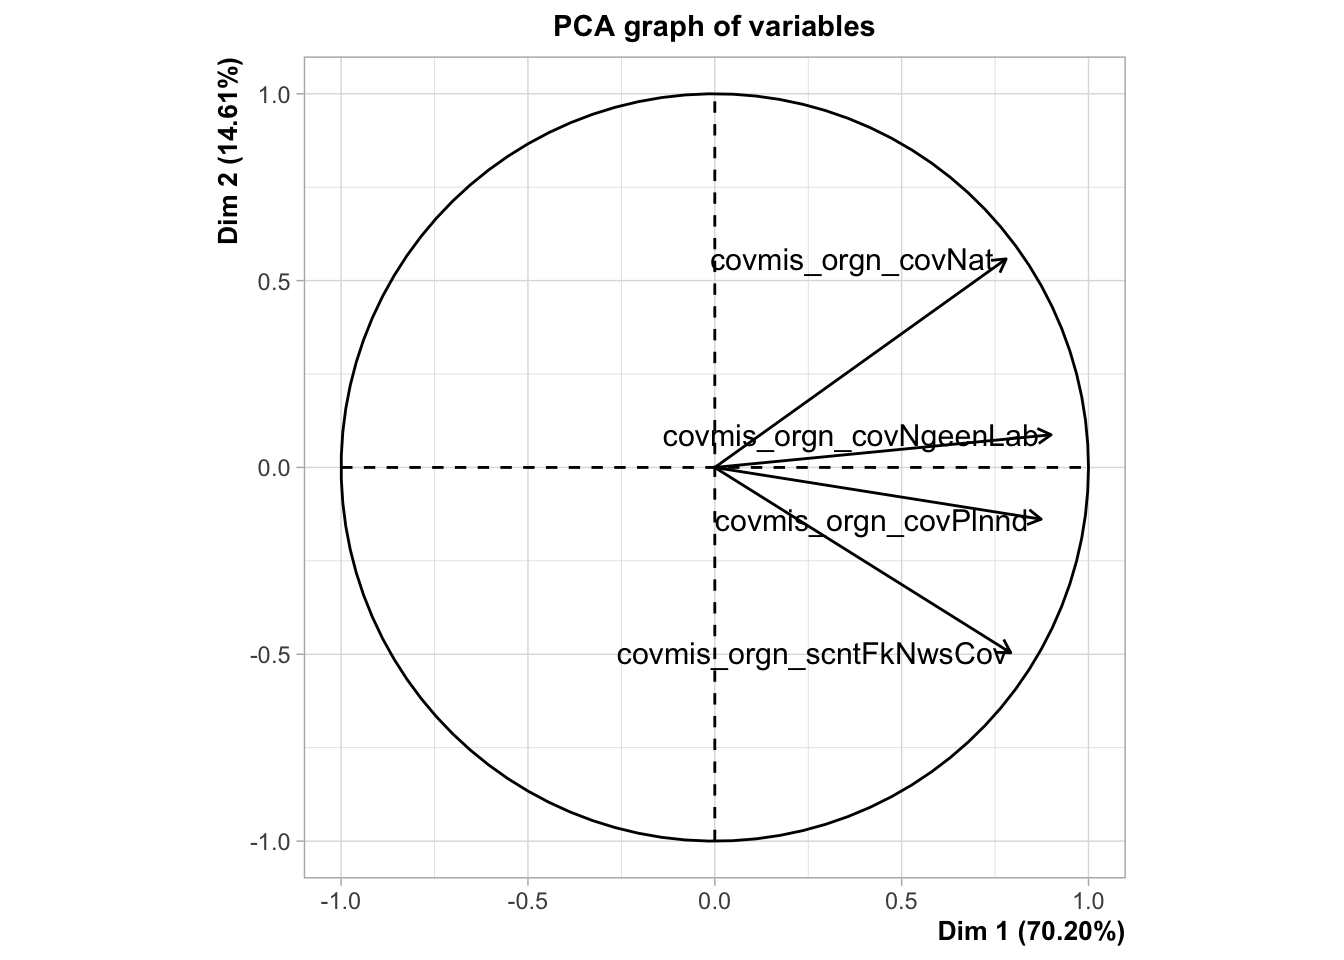 PCA graph of variables
Dim 2 (14.61%)
1.0
0.5
0.0
-0.5
-1.0
covmis_orgn_covNat
covmis_orgn_covNgeenLab
covmis_orgn_covPlnnd
covmis_orgn_scntFkNwsCov
-1.0
-0.5
0.0
0.5
1.0
Dim 1 (70.20%)